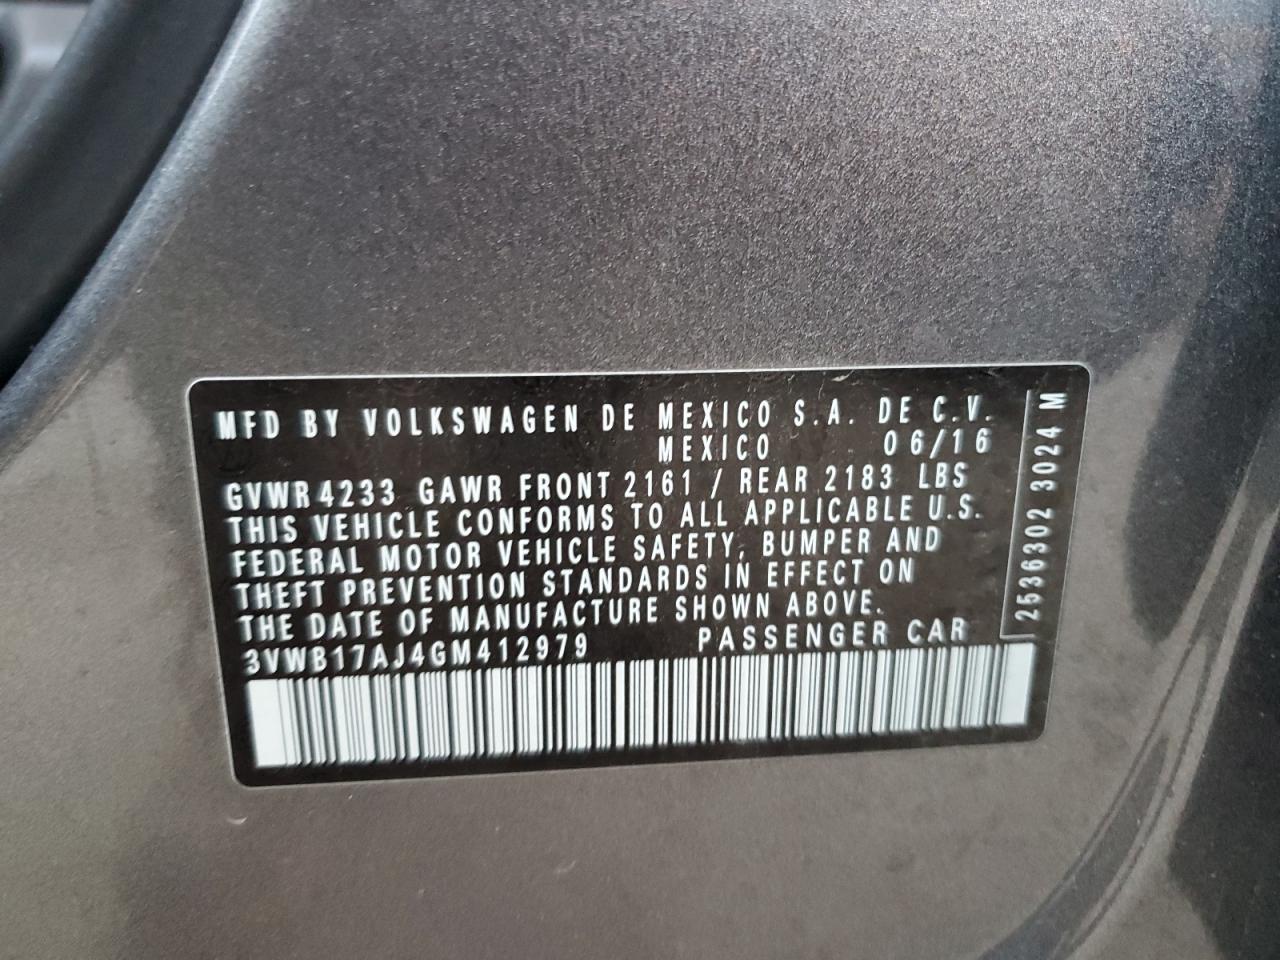 MFD BY VOLKSWAGEN DE MEXICO S.A. DE C.V.
MEXICO 06/16
GVWR 4233 GAWR FRONT 2161 / REAR 2183 LBS
THIS VEHICLE CONFORMS TO ALL APPLICABLE U.S.
FEDERAL MOTOR VEHICLE SAFETY, BUMPER AND
THEFT PREVENTION STANDARDS IN EFFECT ON
THE DATE OF MANUFACTURE SHOWN ABOVE.
3VWB17AJ4GM412979 PASSENGER CAR
2536302 3024 M